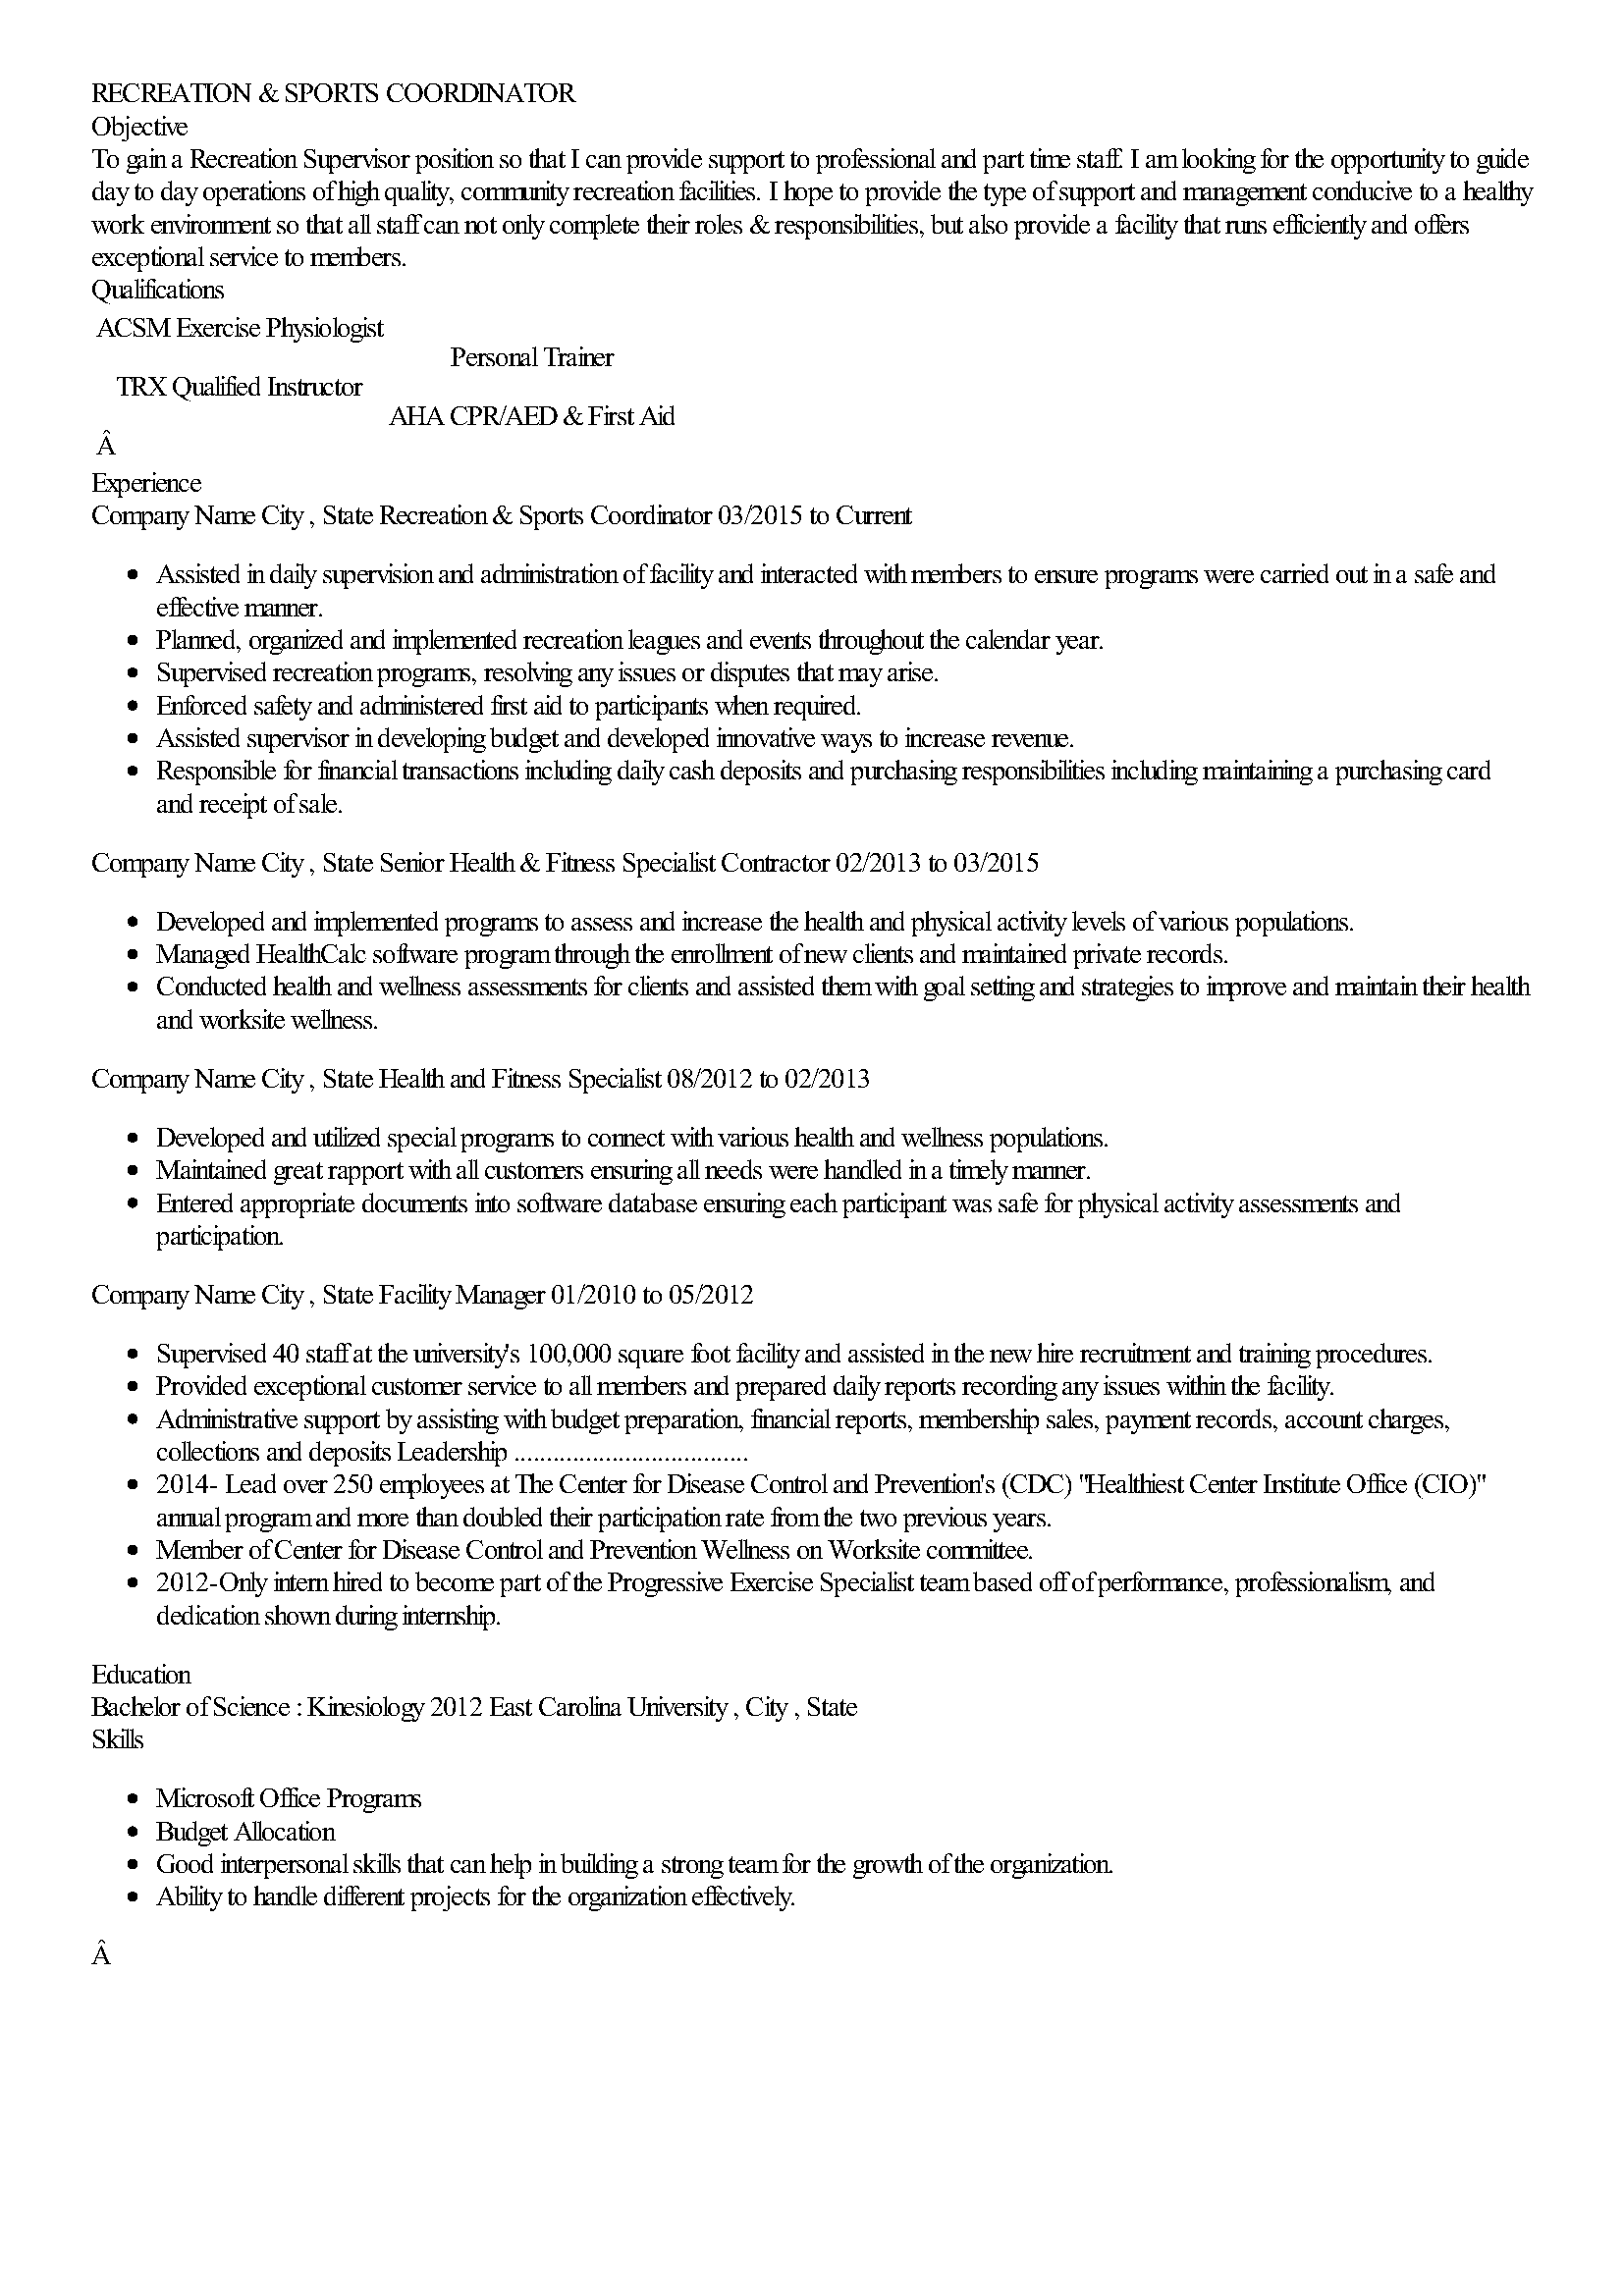 RECREATION & SPORTS COORDINATOR
Objective
To gain a Recreation Supervisor position so that I can provide support to professional and part time staff. I am looking for the opportunity to guide
day to day operations of high quality, community recreation facilities. I hope to provide the type of support and management conducive to a healthy
work environment so that all staff can not only complete their roles & responsibilities, but also provide a facility that runs efficiently and offers
exceptional service to members.
Qualifications
ACSM Exercise Physiologist
Personal Trainer
TRX Qualified Instructor
AHA CPR/AED & First Aid
Â
Experience
Company Name City , State Recreation & Sports Coordinator 03/2015 to Current
• Assisted in daily supervision and administration of facility and interacted with members to ensure programs were carried out in a safe and
effective manner.
• Planned, organized and implemented recreation leagues and events throughout the calendar year.
• Supervised recreation programs, resolving any issues or disputes that may arise.
• Enforced safety and administered first aid to participants when required.
• Assisted supervisor in developing budget and developed innovative ways to increase revenue.
• Responsible for financial transactions including daily cash deposits and purchasing responsibilities including maintaining a purchasing card
and receipt of sale.
Company Name City , State Senior Health & Fitness Specialist Contractor 02/2013 to 03/2015
• Developed and implemented programs to assess and increase the health and physical activity levels of various populations.
• Managed HealthCalc software program through the enrollment of new clients and maintained private records.
• Conducted health and wellness assessments for clients and assisted them with goal setting and strategies to improve and maintain their health
and worksite wellness.
Company Name City , State Health and Fitness Specialist 08/2012 to 02/2013
• Developed and utilized special programs to connect with various health and wellness populations.
• Maintained great rapport with all customers ensuring all needs were handled in a timely manner.
• Entered appropriate documents into software database ensuring each participant was safe for physical activity assessments and
participation.
Company Name City , State Facility Manager 01/2010 to 05/2012
• Supervised 40 staff at the university's 100,000 square foot facility and assisted in the new hire recruitment and training procedures.
• Provided exceptional customer service to all members and prepared daily reports recording any issues within the facility.
• Administrative support by assisting with budget preparation, financial reports, membership sales, payment records, account charges,
collections and deposits Leadership ....................................
• 2014- Lead over 250 employees at The Center for Disease Control and Prevention's (CDC) "Healthiest Center Institute Office (CIO)"
annual program and more than doubled their participation rate from the two previous years.
• Member of Center for Disease Control and Prevention Wellness on Worksite committee.
• 2012-Only intern hired to become part of the Progressive Exercise Specialist team based off of performance, professionalism, and
dedication shown during internship.
Education
Bachelor of Science : Kinesiology 2012 East Carolina University , City , State
Skills
• Microsoft Office Programs
• Budget Allocation
• Good interpersonal skills that can help in building a strong team for the growth of the organization.
• Ability to handle different projects for the organization effectively.
Â